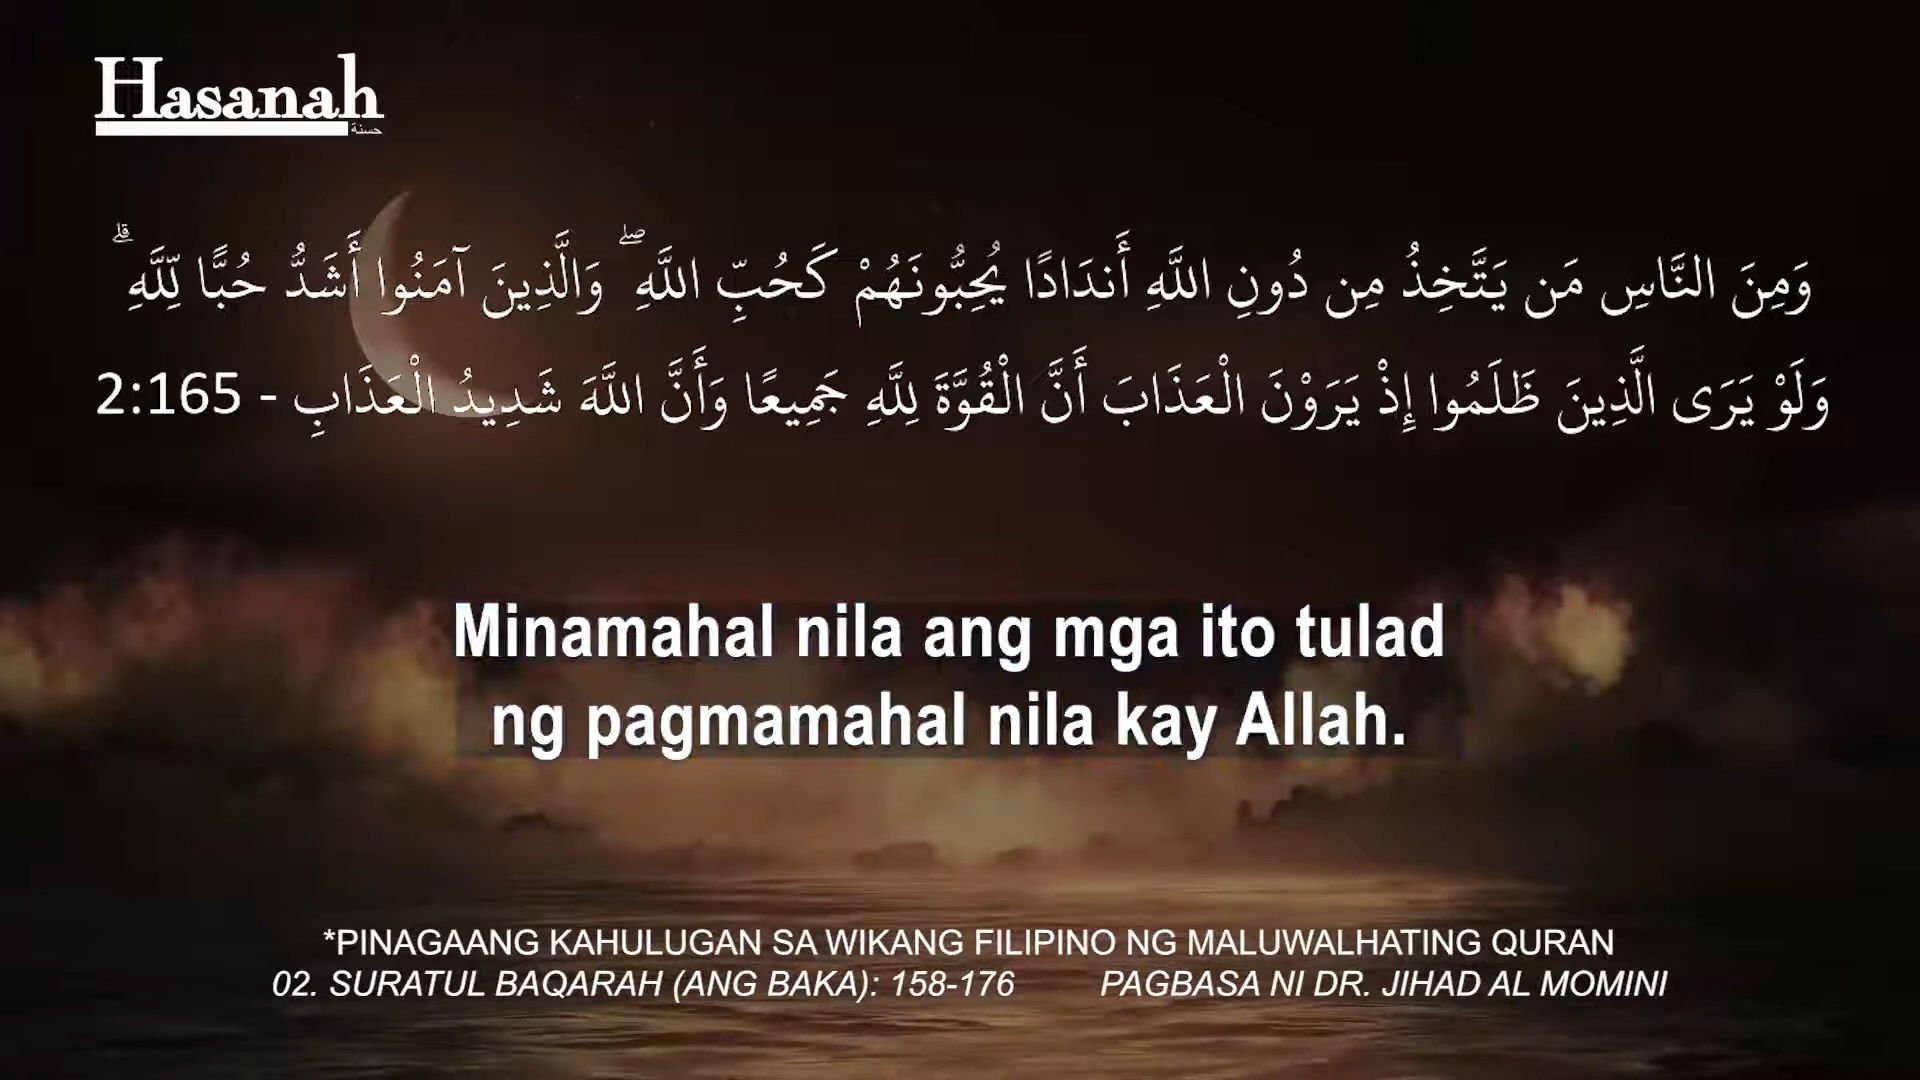 Hasanah
حسنة
وَمِنَ النَّاسِ مَن يَتَّخِذُ مِن دُونِ اللَّهِ أَندَادًا يُحِبُّونَهُمْ كَحُبِّ اللَّهِ ۖ وَالَّذِينَ آمَنُوا أَشَدُّ حُبًّا لِّلَّهِ ۗ
وَلَوْ يَرَى الَّذِينَ ظَلَمُوا إِذْ يَرَوْنَ الْعَذَابَ أَنَّ الْقُوَّةَ لِلَّهِ جَمِيعًا وَأَنَّ اللَّهَ شَدِيدُ الْعَذَابِ - 2:165
Minamahal nila ang mga ito tulad
ng pagmamahal nila kay Allah.
*PINAGAANG KAHULUGAN SA WIKANG FILIPINO NG MALUWALHATING QURAN
02. SURATUL BAQARAH (ANG BAKA): 158-176 PAGBASA NI DR. JIHAD AL MOMINI